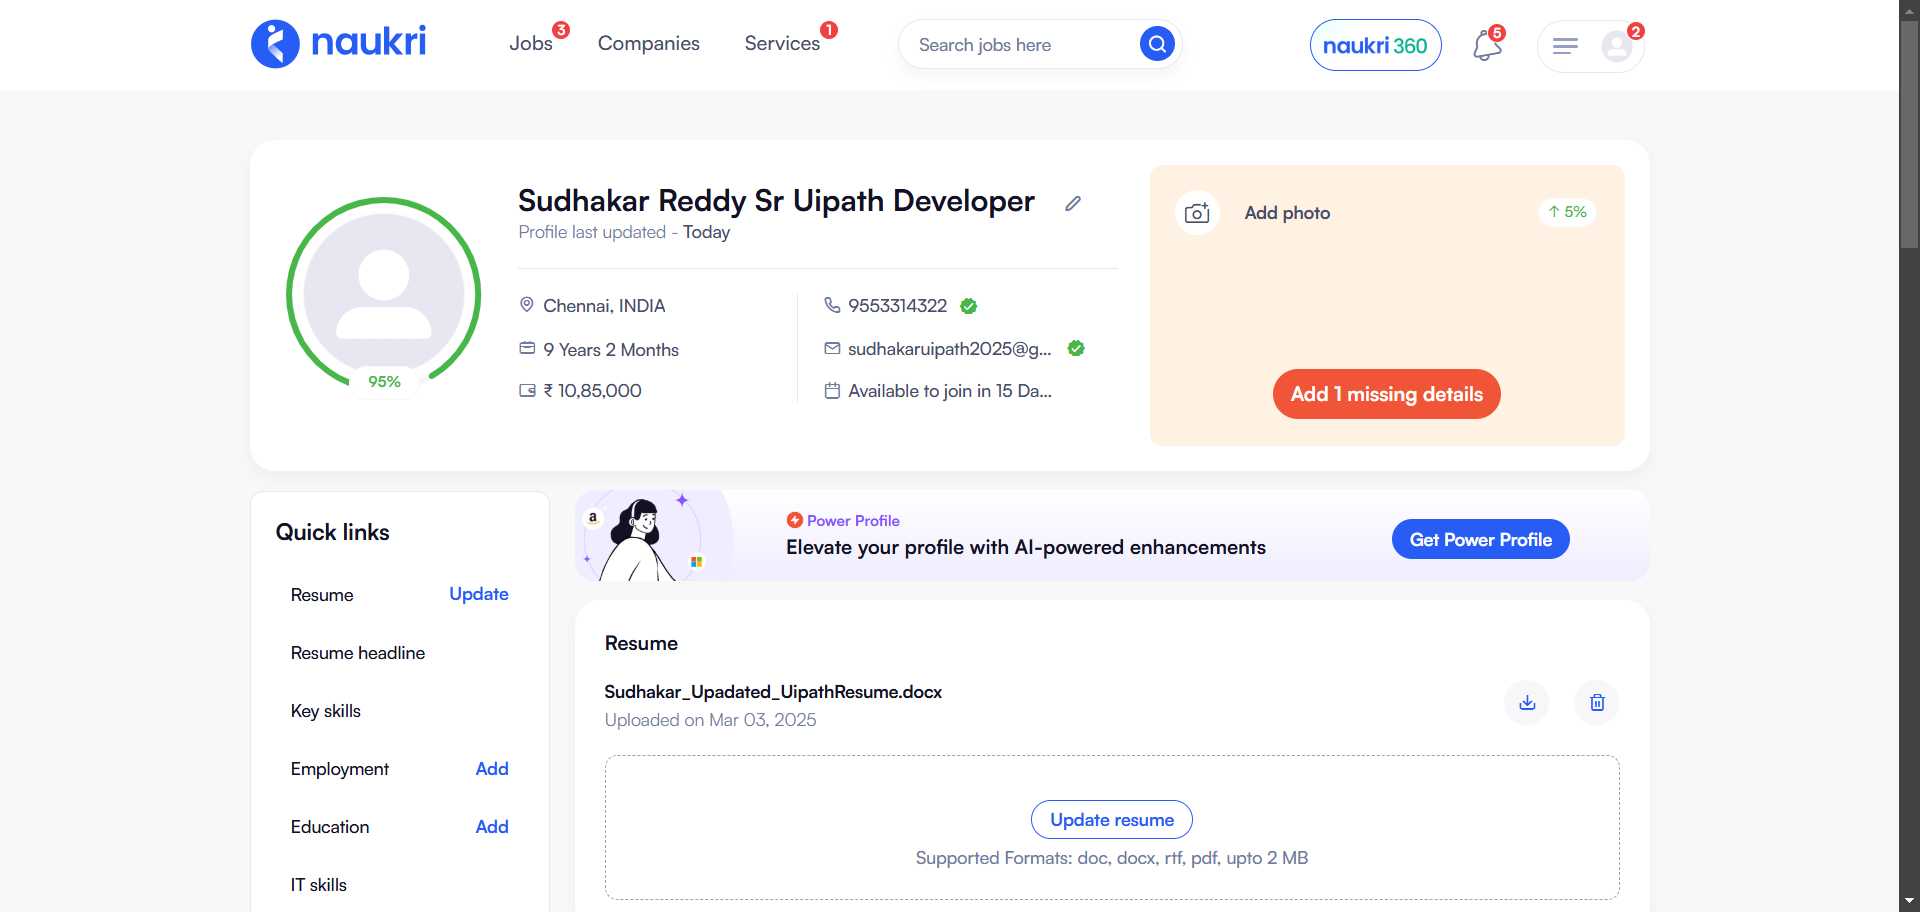 naukri
Jobs
3
Companies
Services
1
Search jobs here
naukri 360
5
2
Sudhakar Reddy Sr Uipath Developer
Profile last updated - Today
Chennai, INDIA
9 Years 2 Months
₹ 10,85,000
9553314322
sudhakaruipath2025@g...
Available to join in 15 Da...
95%
Add photo
↑ 5%
Add 1 missing details
Quick links
Resume Update
Resume headline
Key skills
Employment Add
Education Add
IT skills
a
Power Profile
Elevate your profile with AI-powered enhancements
Get Power Profile
Resume
Sudhakar_Upadated_UipathResume.docx
Uploaded on Mar 03, 2025
Update resume
Supported Formats: doc, docx, rtf, pdf, upto 2 MB